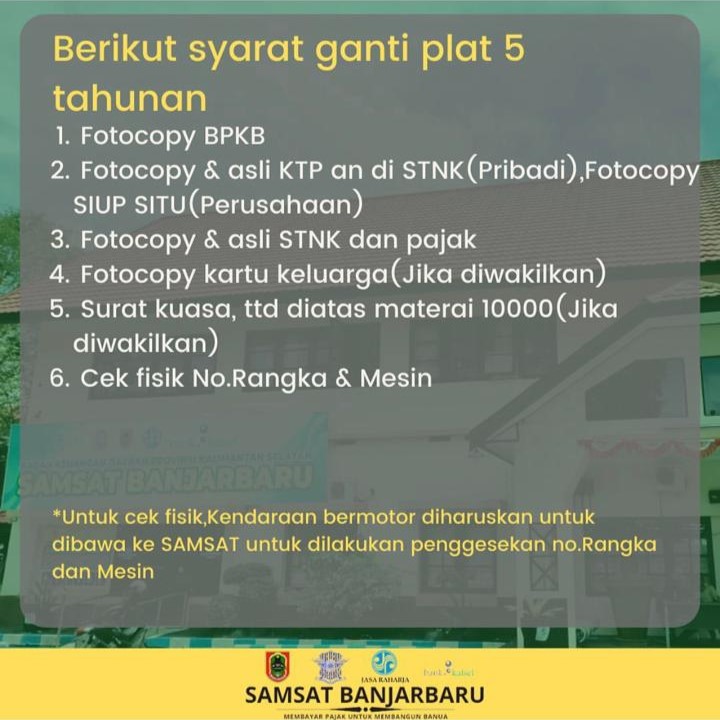 Berikut syarat ganti plat 5
tahunan
1. Fotocopy BPKB
2. Fotocopy & asli KTP an di STNK(Pribadi),Fotocopy
SIUP SITU(Perusahaan)
3. Fotocopy & asli STNK dan pajak
4. Fotocopy kartu keluarga(Jika diwakilkan)
5. Surat kuasa, ttd diatas materai 10000(Jika
diwakilkan)
6. Cek fisik No.Rangka & Mesin
SAMSAT BANJARBARU
*Untuk cek fisik,Kendaraan bermotor diharuskan untuk
dibawa ke SAMSAT untuk dilakukan penggesekan no.Rangka
dan Mesin
JASA RAHARJA
bank kalsel
SAMSAT BANJARBARU
MEMBAYAR PAJAK UNTUK MEMBANGUN BANUA